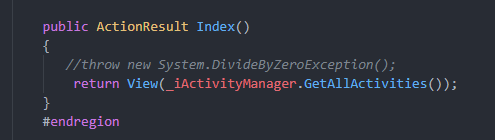 public ActionResult Index()
{
//throw new System.DivideByZeroException();
return View(_iActivityManager.GetAllActivities());
}
#endregion